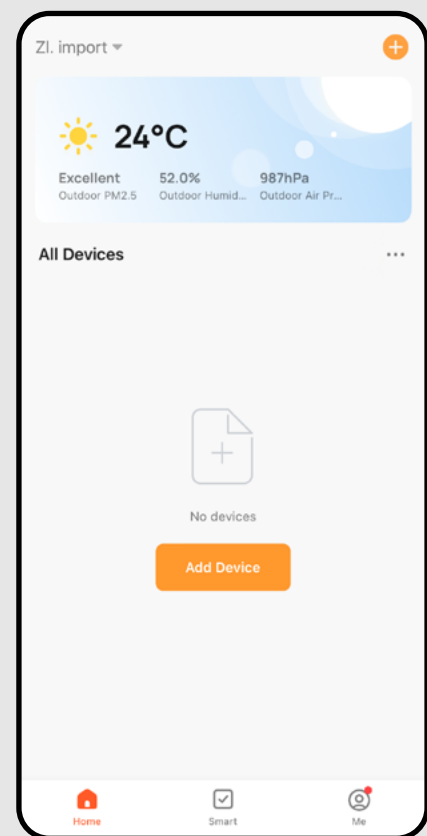 Zl. import
24°C
Excellent 52.0% 987hPa
Outdoor PM2.5 Outdoor Humid... Outdoor Air Pr...
All Devices
No devices
Add Device
Home Smart Me